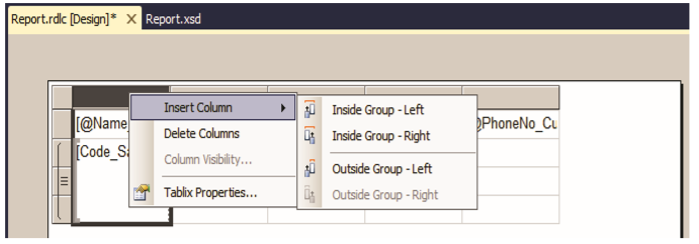 Report.rdlc [Design]* X Report.xsd
Insert Column
Inside Group - Left
[@Name_
@PhoneNo_Cu
Delete Columns
Inside Group - Right
[Code_Sa
Column Visibility...
Outside Group - Left
Tablix Properties...
Outside Group - Right